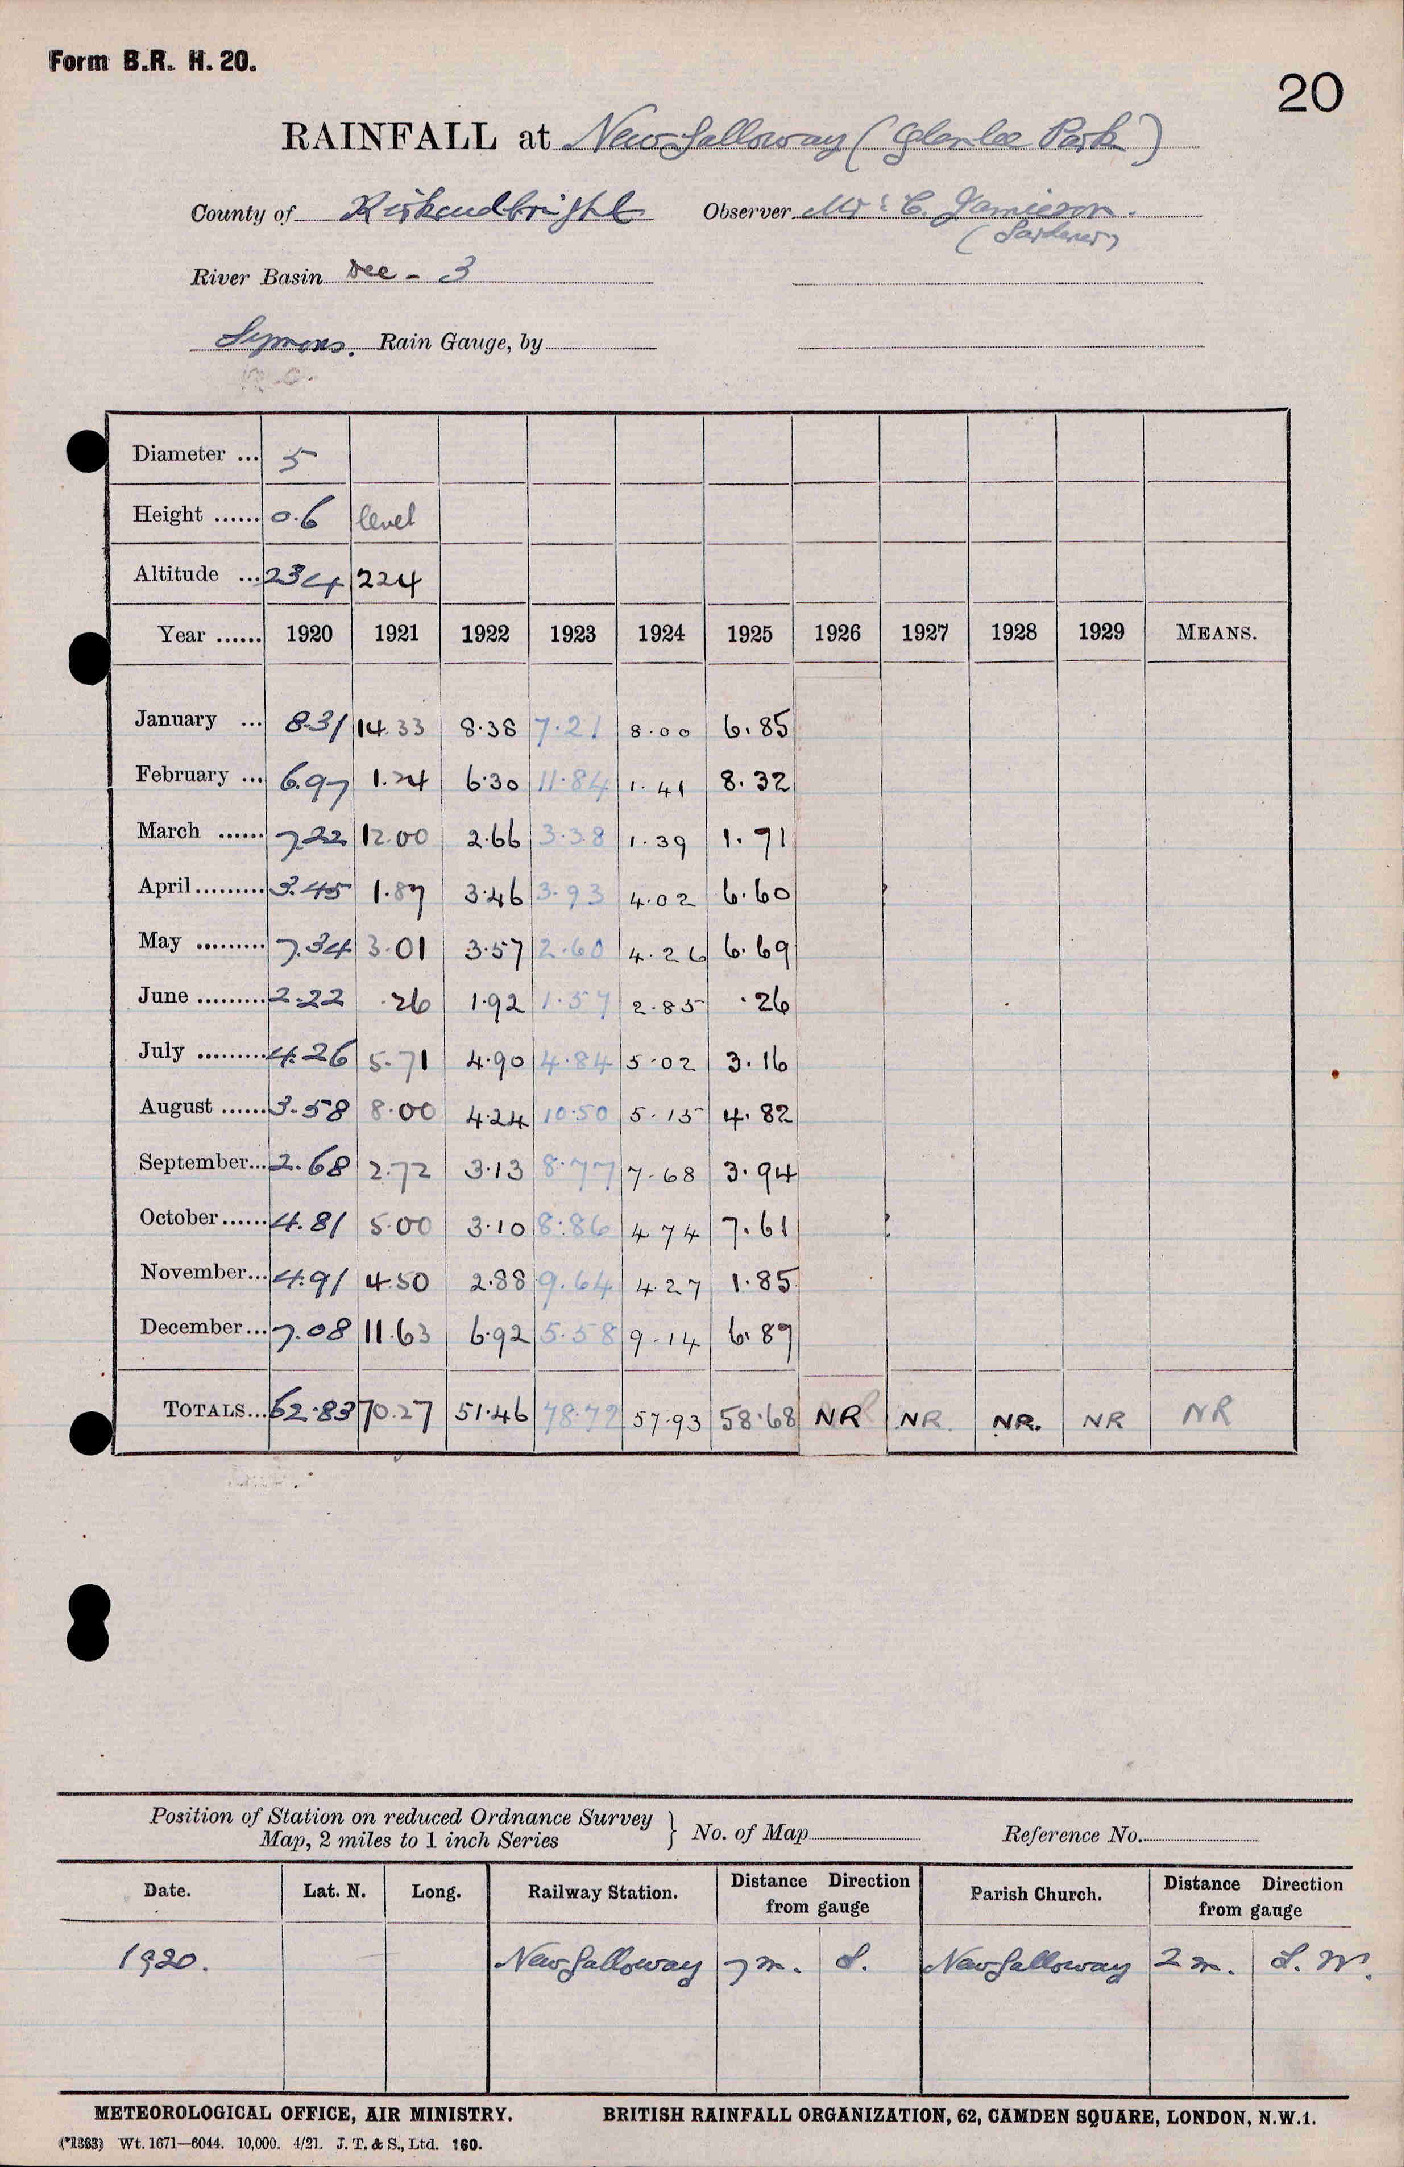 Form B.R. H. 20.
20
RAINFALL at New Galloway (Glenlee Park)
County of Kirkcudbright Observer Mr. C. Jamieson.
(Gardener)
River Basin Dee - 3
Symons. Rain Gauge, by
Diameter ... 5
Height ...... 0.6 level
Altitude ... 234 224
Year ...... 1920 1921 1922 1923 1924 1925 1926 1927 1928 1929 MEANS.
January ... 8.31 14.33 8.38 7.21 8.00 6.85
February ... 6.97 1.24 6.30 11.84 1.41 8.32
March ...... 7.22 12.00 2.66 3.38 1.39 1.71
April ......... 3.45 1.87 3.46 3.93 4.02 6.60
May ......... 7.34 3.01 3.57 2.60 4.26 6.69
June ......... 2.22 .26 1.92 1.57 2.85 .26
July ......... 4.26 5.71 4.90 4.84 5.02 3.16
August ...... 3.58 8.00 4.24 10.50 5.15 4.82
September... 2.68 2.72 3.13 8.77 7.68 3.94
October...... 4.81 5.00 3.10 8.86 4.74 7.61
November... 4.91 4.50 2.88 9.64 4.27 1.85
December... 7.08 11.63 6.92 5.58 9.14 6.87
TOTALS... 62.83 70.27 51.46 78.72 57.93 58.68 NR NR. NR. NR NR
Position of Station on reduced Ordnance Survey
Map, 2 miles to 1 inch Series } No. of Map Reference No.
Date. Lat. N. Long. Railway Station. Distance Direction from gauge Parish Church. Distance Direction from gauge
1920. New Galloway 7 m. S. New Galloway 2 m. S. W.
METEOROLOGICAL OFFICE, AIR MINISTRY. BRITISH RAINFALL ORGANIZATION, 62, CAMDEN SQUARE, LONDON, N.W.1.
(*1383) Wt. 1671—6044. 10,000. 4/21. J. T. & S., Ltd. 160.